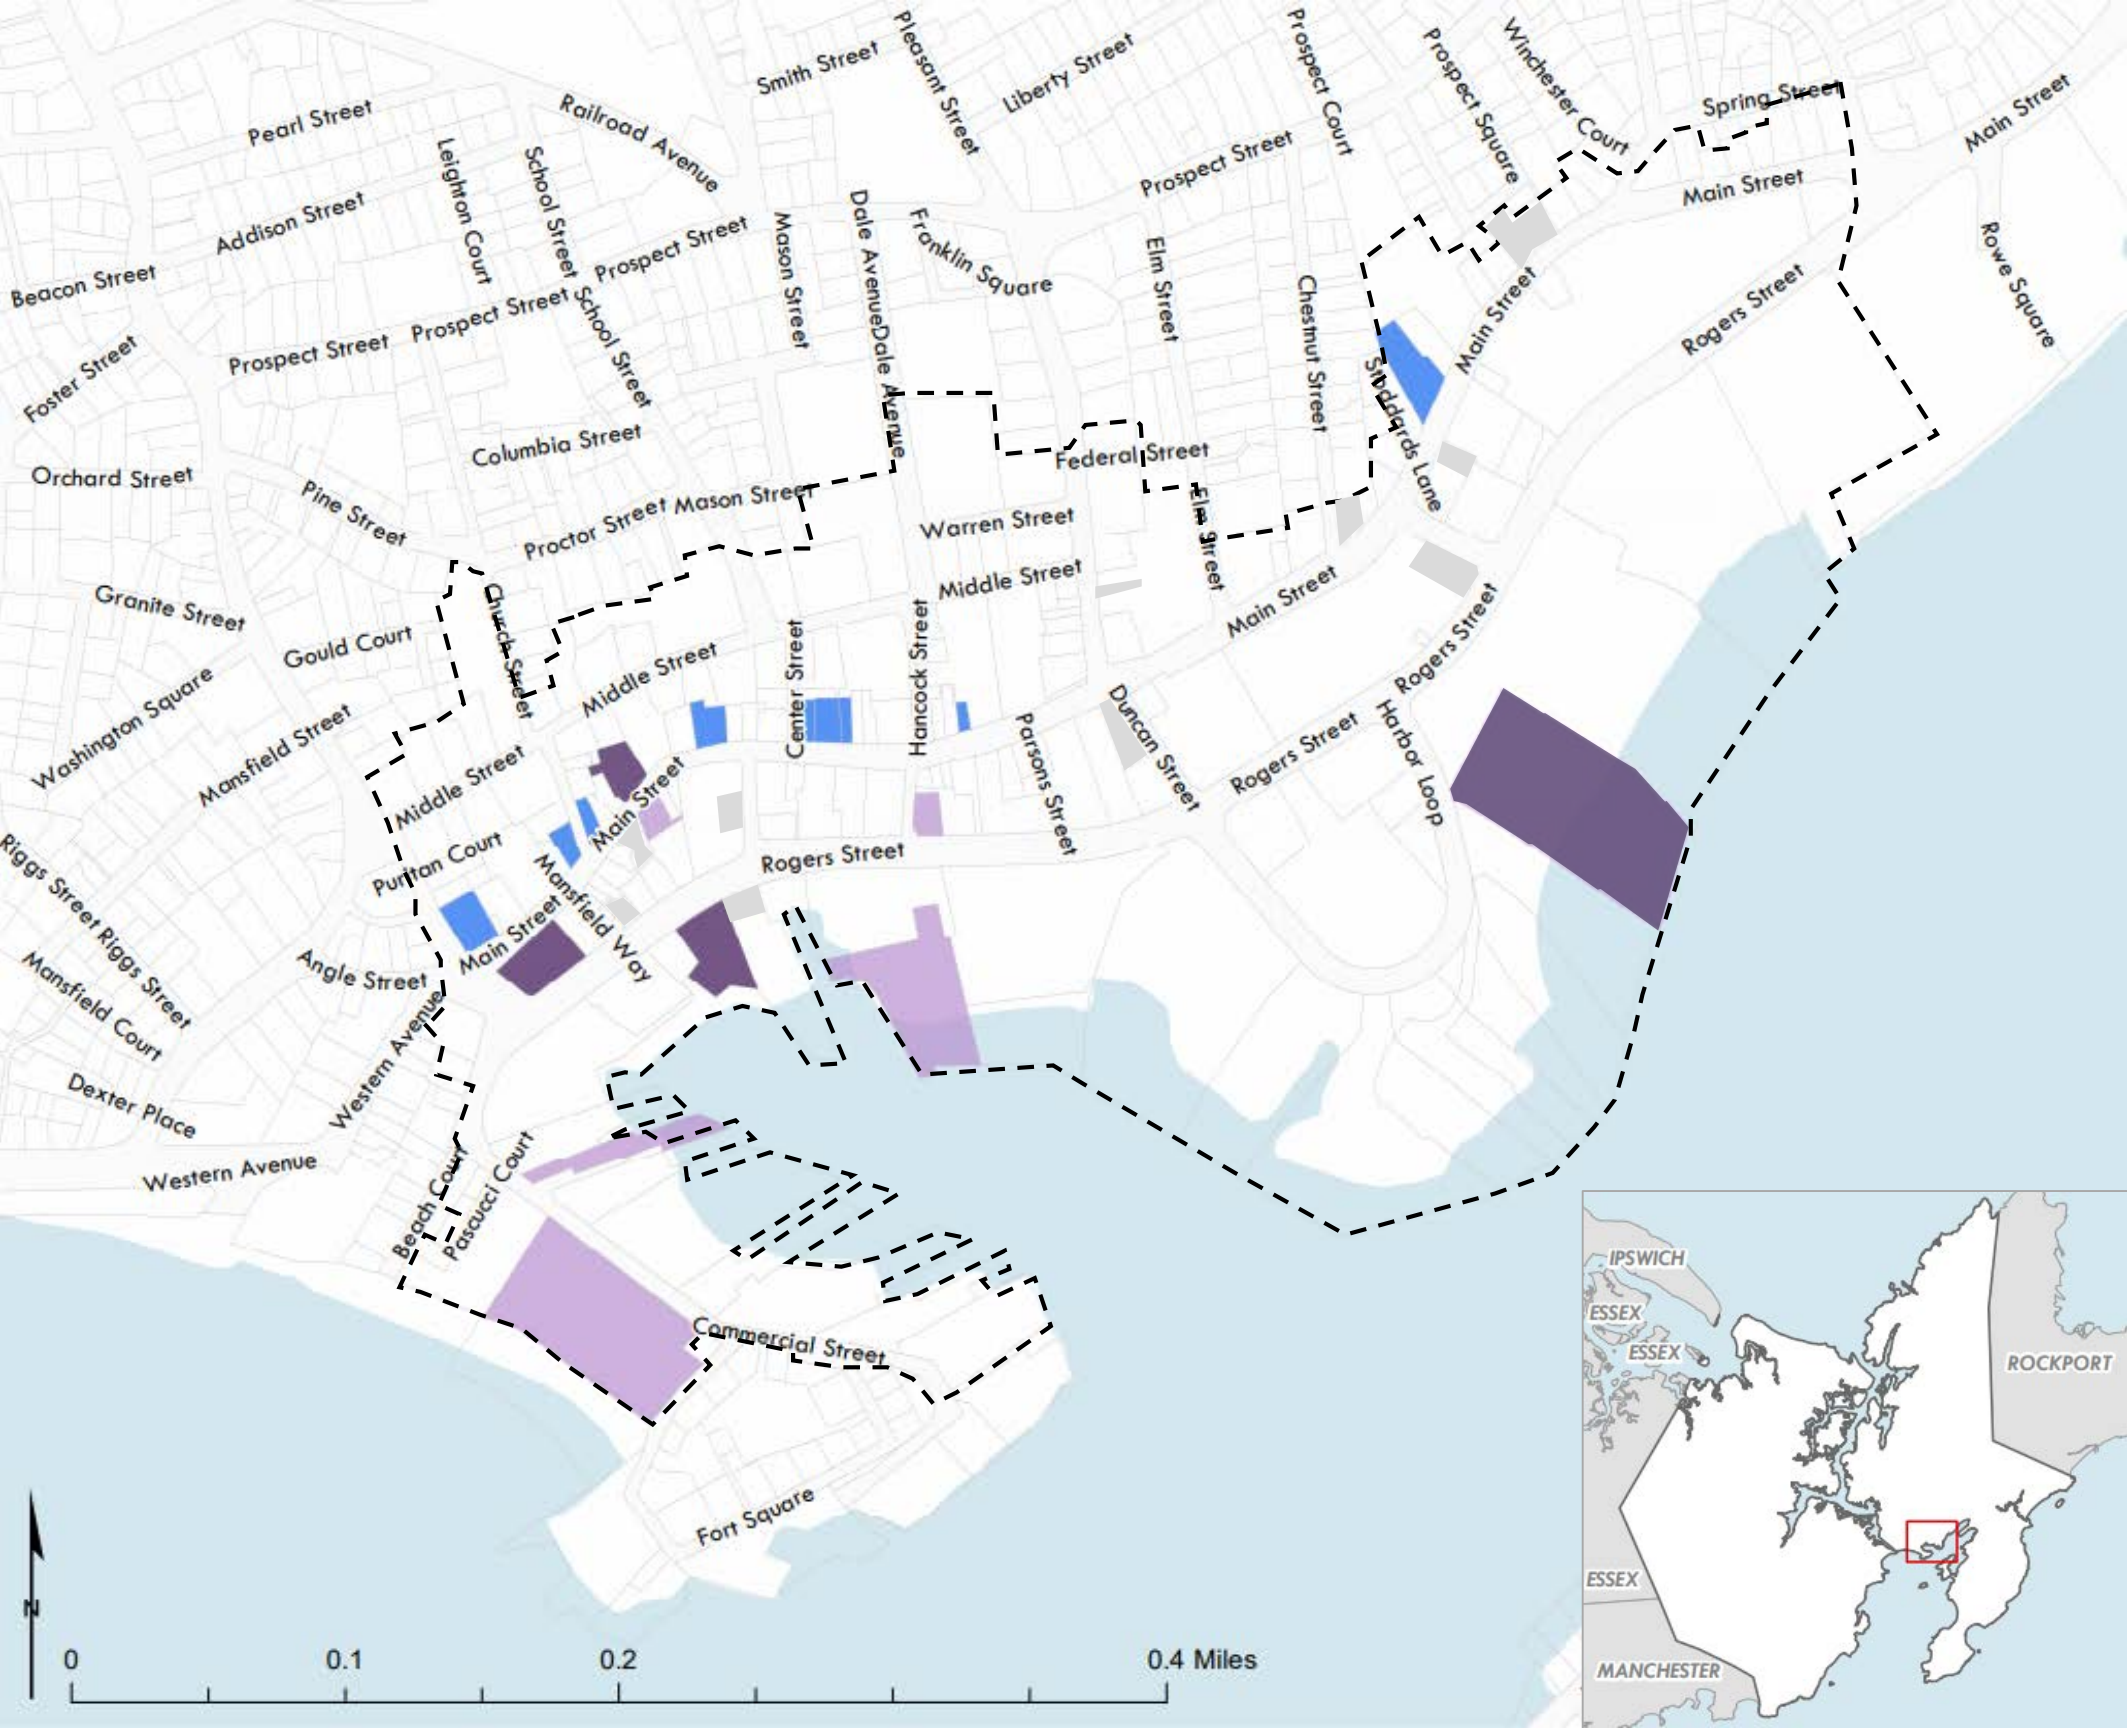 Smith Street
Pleasant Street
Liberty Street
Prospect Court
Prospect Square
Winchester Court
Spring Street
Main Street
Pearl Street
Railroad Avenue
Leighton Court
School Street
Prospect Street
Main Street
Addison Street
Prospect Street
Mason Street
Dale Avenue
Dale Avenue
Franklin Square
Elm Street
Chestnut Street
Main Street
Rogers Street
Rowe Square
Beacon Street
Prospect Street
Prospect Street
School Street
Foster Street
Stoddards Lane
Columbia Street
Federal Street
Orchard Street
Pine Street
Proctor Street
Mason Street
Warren Street
Elm Street
Middle Street
Main Street
Granite Street
Gould Court
Church Street
Middle Street
Center Street
Hancock Street
Rogers Street
Washington Square
Mansfield Street
Middle Street
Main Street
Parsons Street
Duncan Street
Rogers Street
Harbor Loop
Puritan Court
Mansfield Way
Rogers Street
Riggs Street
Riggs Street
Main Street
Angle Street
Mansfield Court
Western Avenue
Dexter Place
Western Avenue
Beach Court
Pascucci Court
Commercial Street
Fort Square
N
0
0.1
0.2
0.4 Miles
IPSWICH
ESSEX
ESSEX
ROCKPORT
ESSEX
MANCHESTER